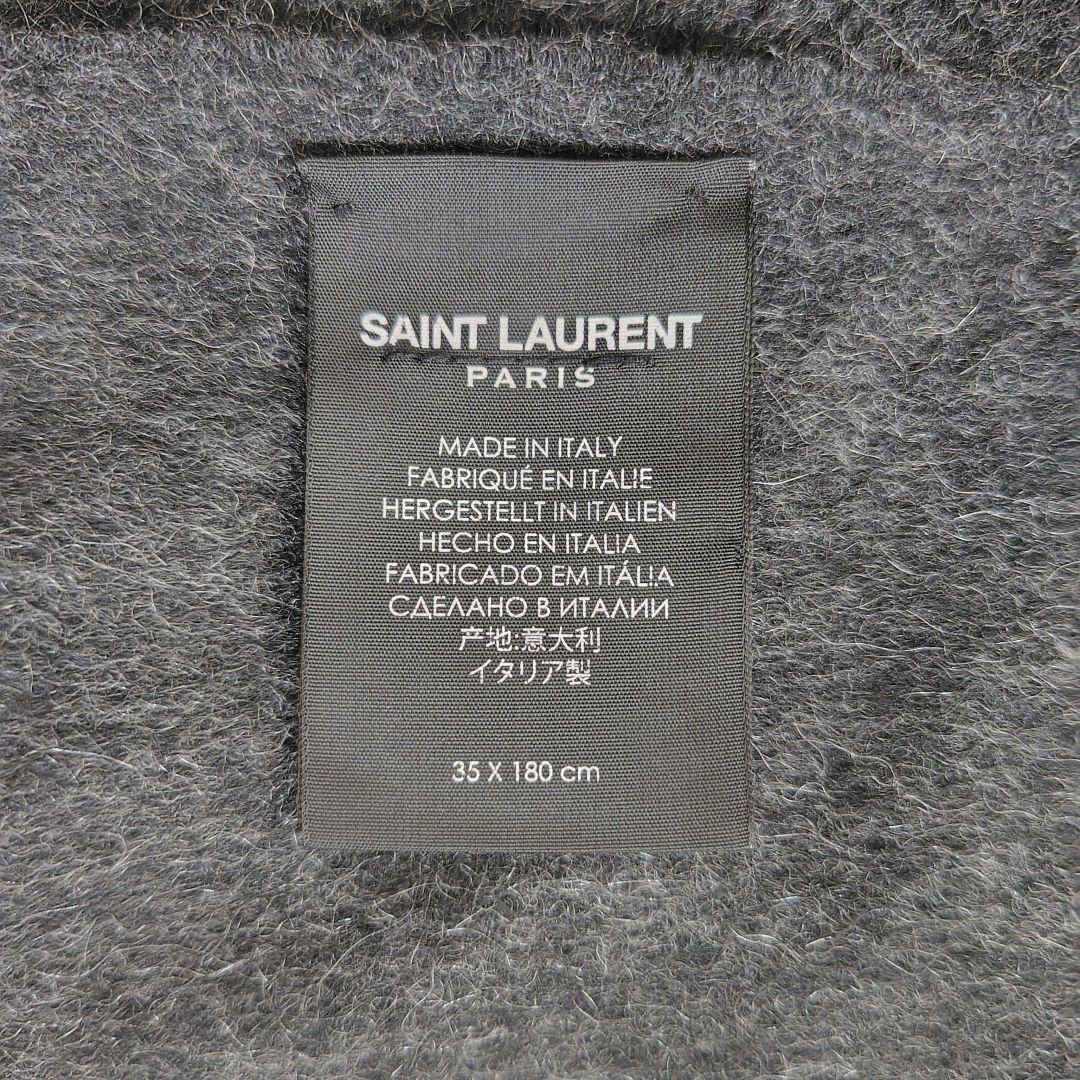 SAINT LAURENT
PARIS
MADE IN ITALY
FABRIQUÉ EN ITALIE
HERGESTELLT IN ITALIEN
HECHO EN ITALIA
FABRICADO EM ITÁLIA
СДЕЛАНО В ИТАЛИИ
产地:意大利
イタリア製
35 X 180 cm